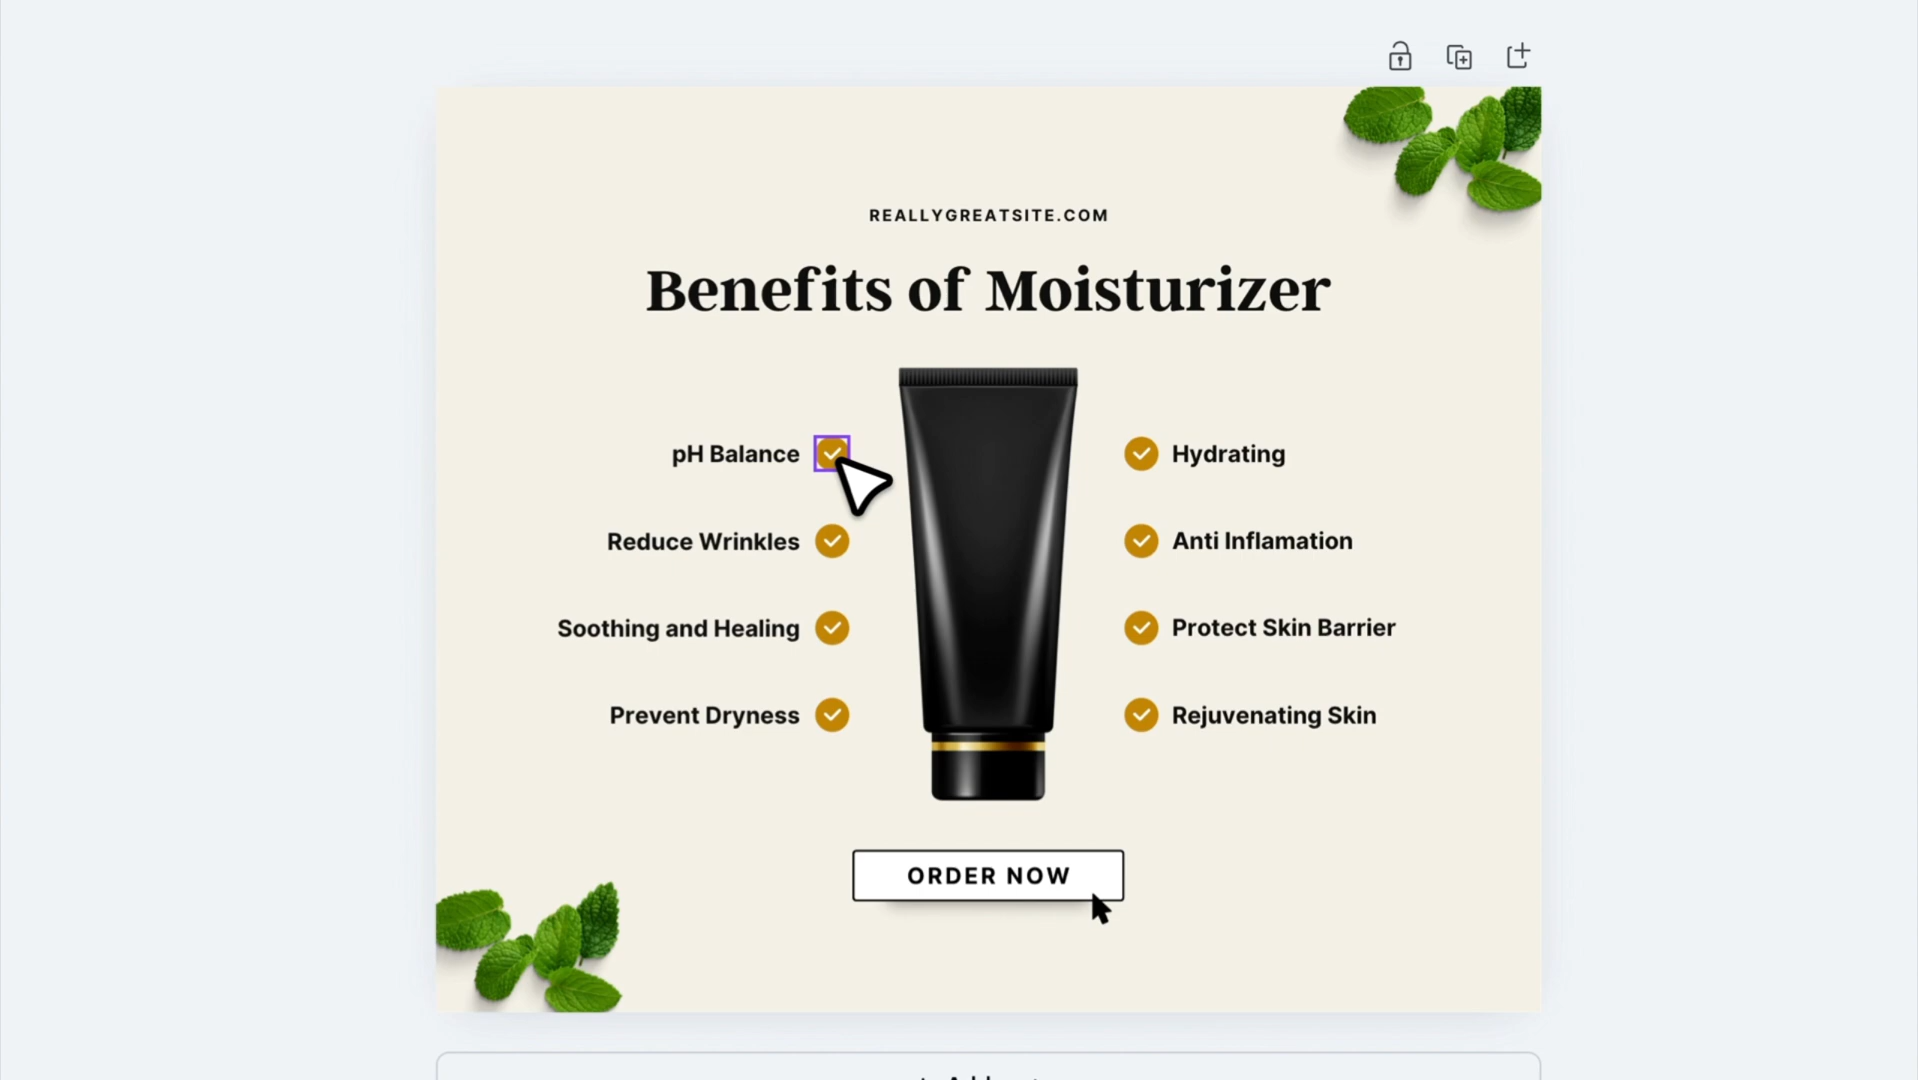 REALLYGREATSITE.COM
Benefits of Moisturizer
pH Balance
Reduce Wrinkles
Soothing and Healing
Prevent Dryness
Hydrating
Anti Inflamation
Protect Skin Barrier
Rejuvenating Skin
ORDER NOW